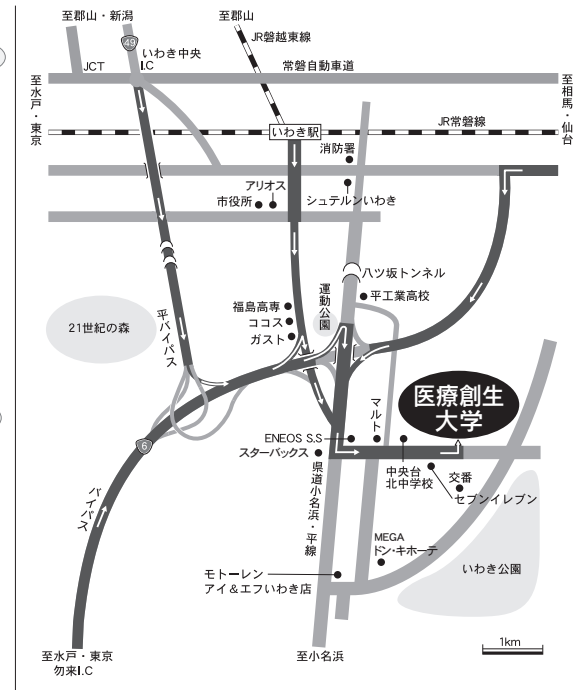 至郡山・新潟
至郡山
49
JR磐越東線
いわき中央
I.C
JCT
常磐自動車道
至水戸・東京
至相馬・仙台
いわき駅
JR常磐線
消防署
アリオス
市役所
シュテルンいわき
八ツ坂トンネル
運動公園
平工業高校
福島高専
ココス
ガスト
21世紀の森
平バイパス
医療創生
大学
マルト
ENEOS S.S
スターバックス
6
中央台
北中学校
交番
セブンイレブン
県道小名浜・平線
バイパス
MEGA
ドン・キホーテ
モトーレン
アイ&エフいわき店
いわき公園
1km
至水戸・東京
勿来I.C
至小名浜